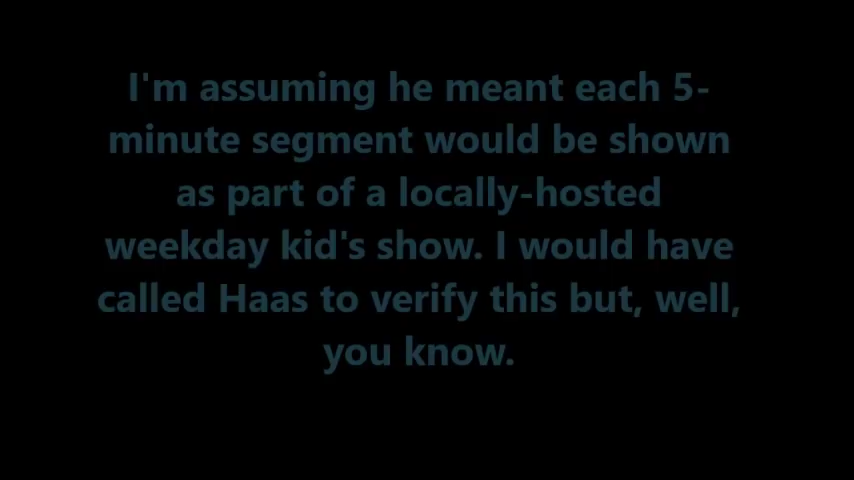 I'm assuming he meant each 5-
minute segment would be shown
as part of a locally-hosted
weekday kid's show. I would have
called Haas to verify this but, well,
you know.